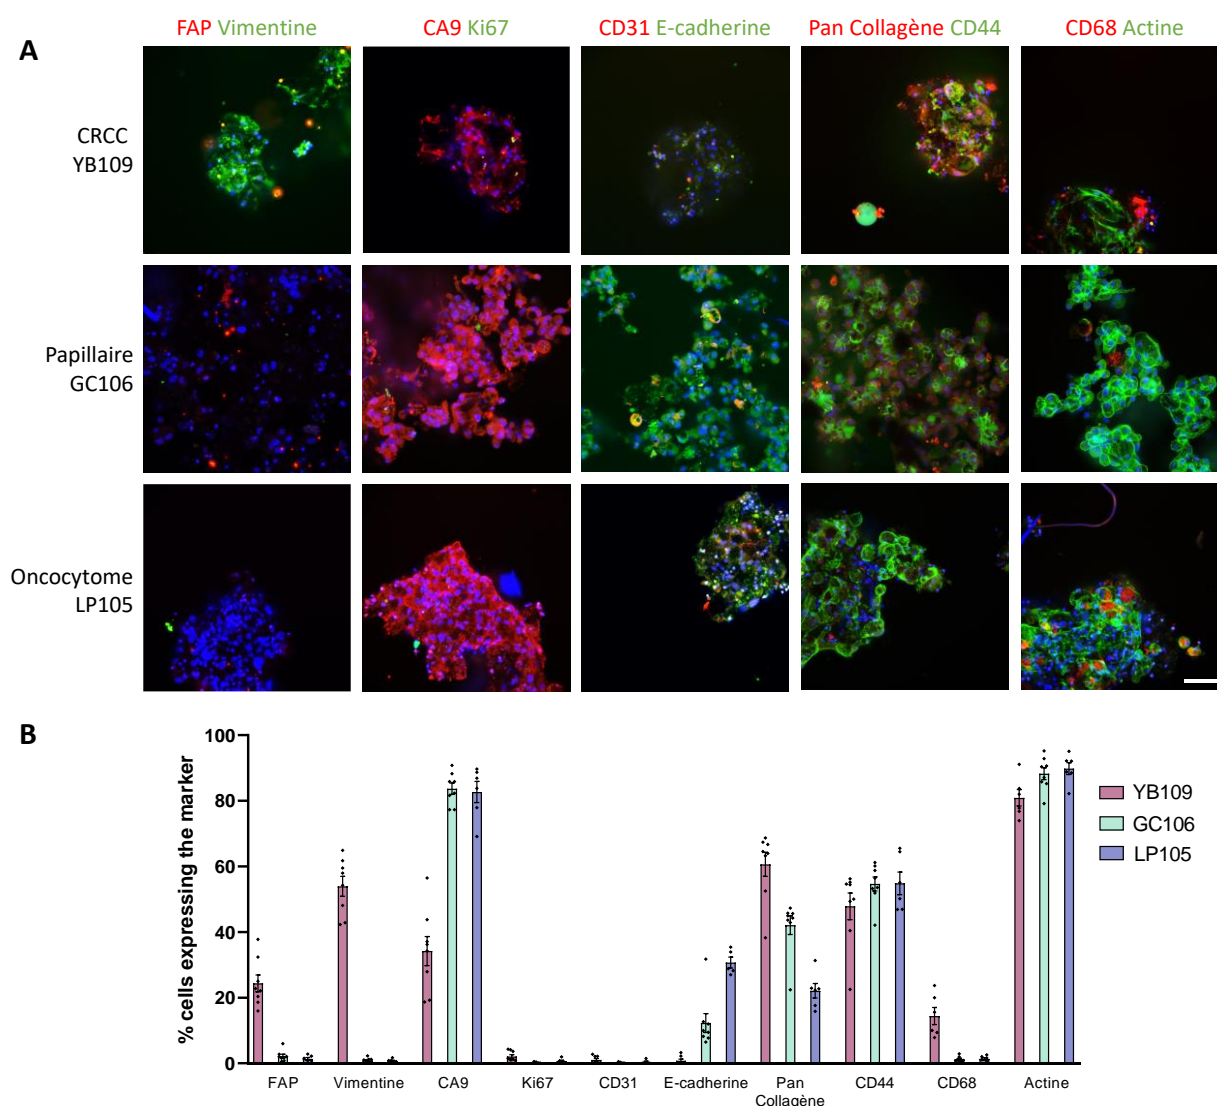 FAP Vimentine
CA9 Ki67
CD31 E-cadherine
Pan Collagène CD44
CD68 Actine
A
CRCC
YB109
Papillaire
GC106
Oncocytome
LP105
B
% cells expressing the marker
100
80
60
40
20
0
FAP
Vimentine
CA9
Ki67
CD31
E-cadherine
Pan
Collagène
CD44
CD68
Actine
YB109
GC106
LP105